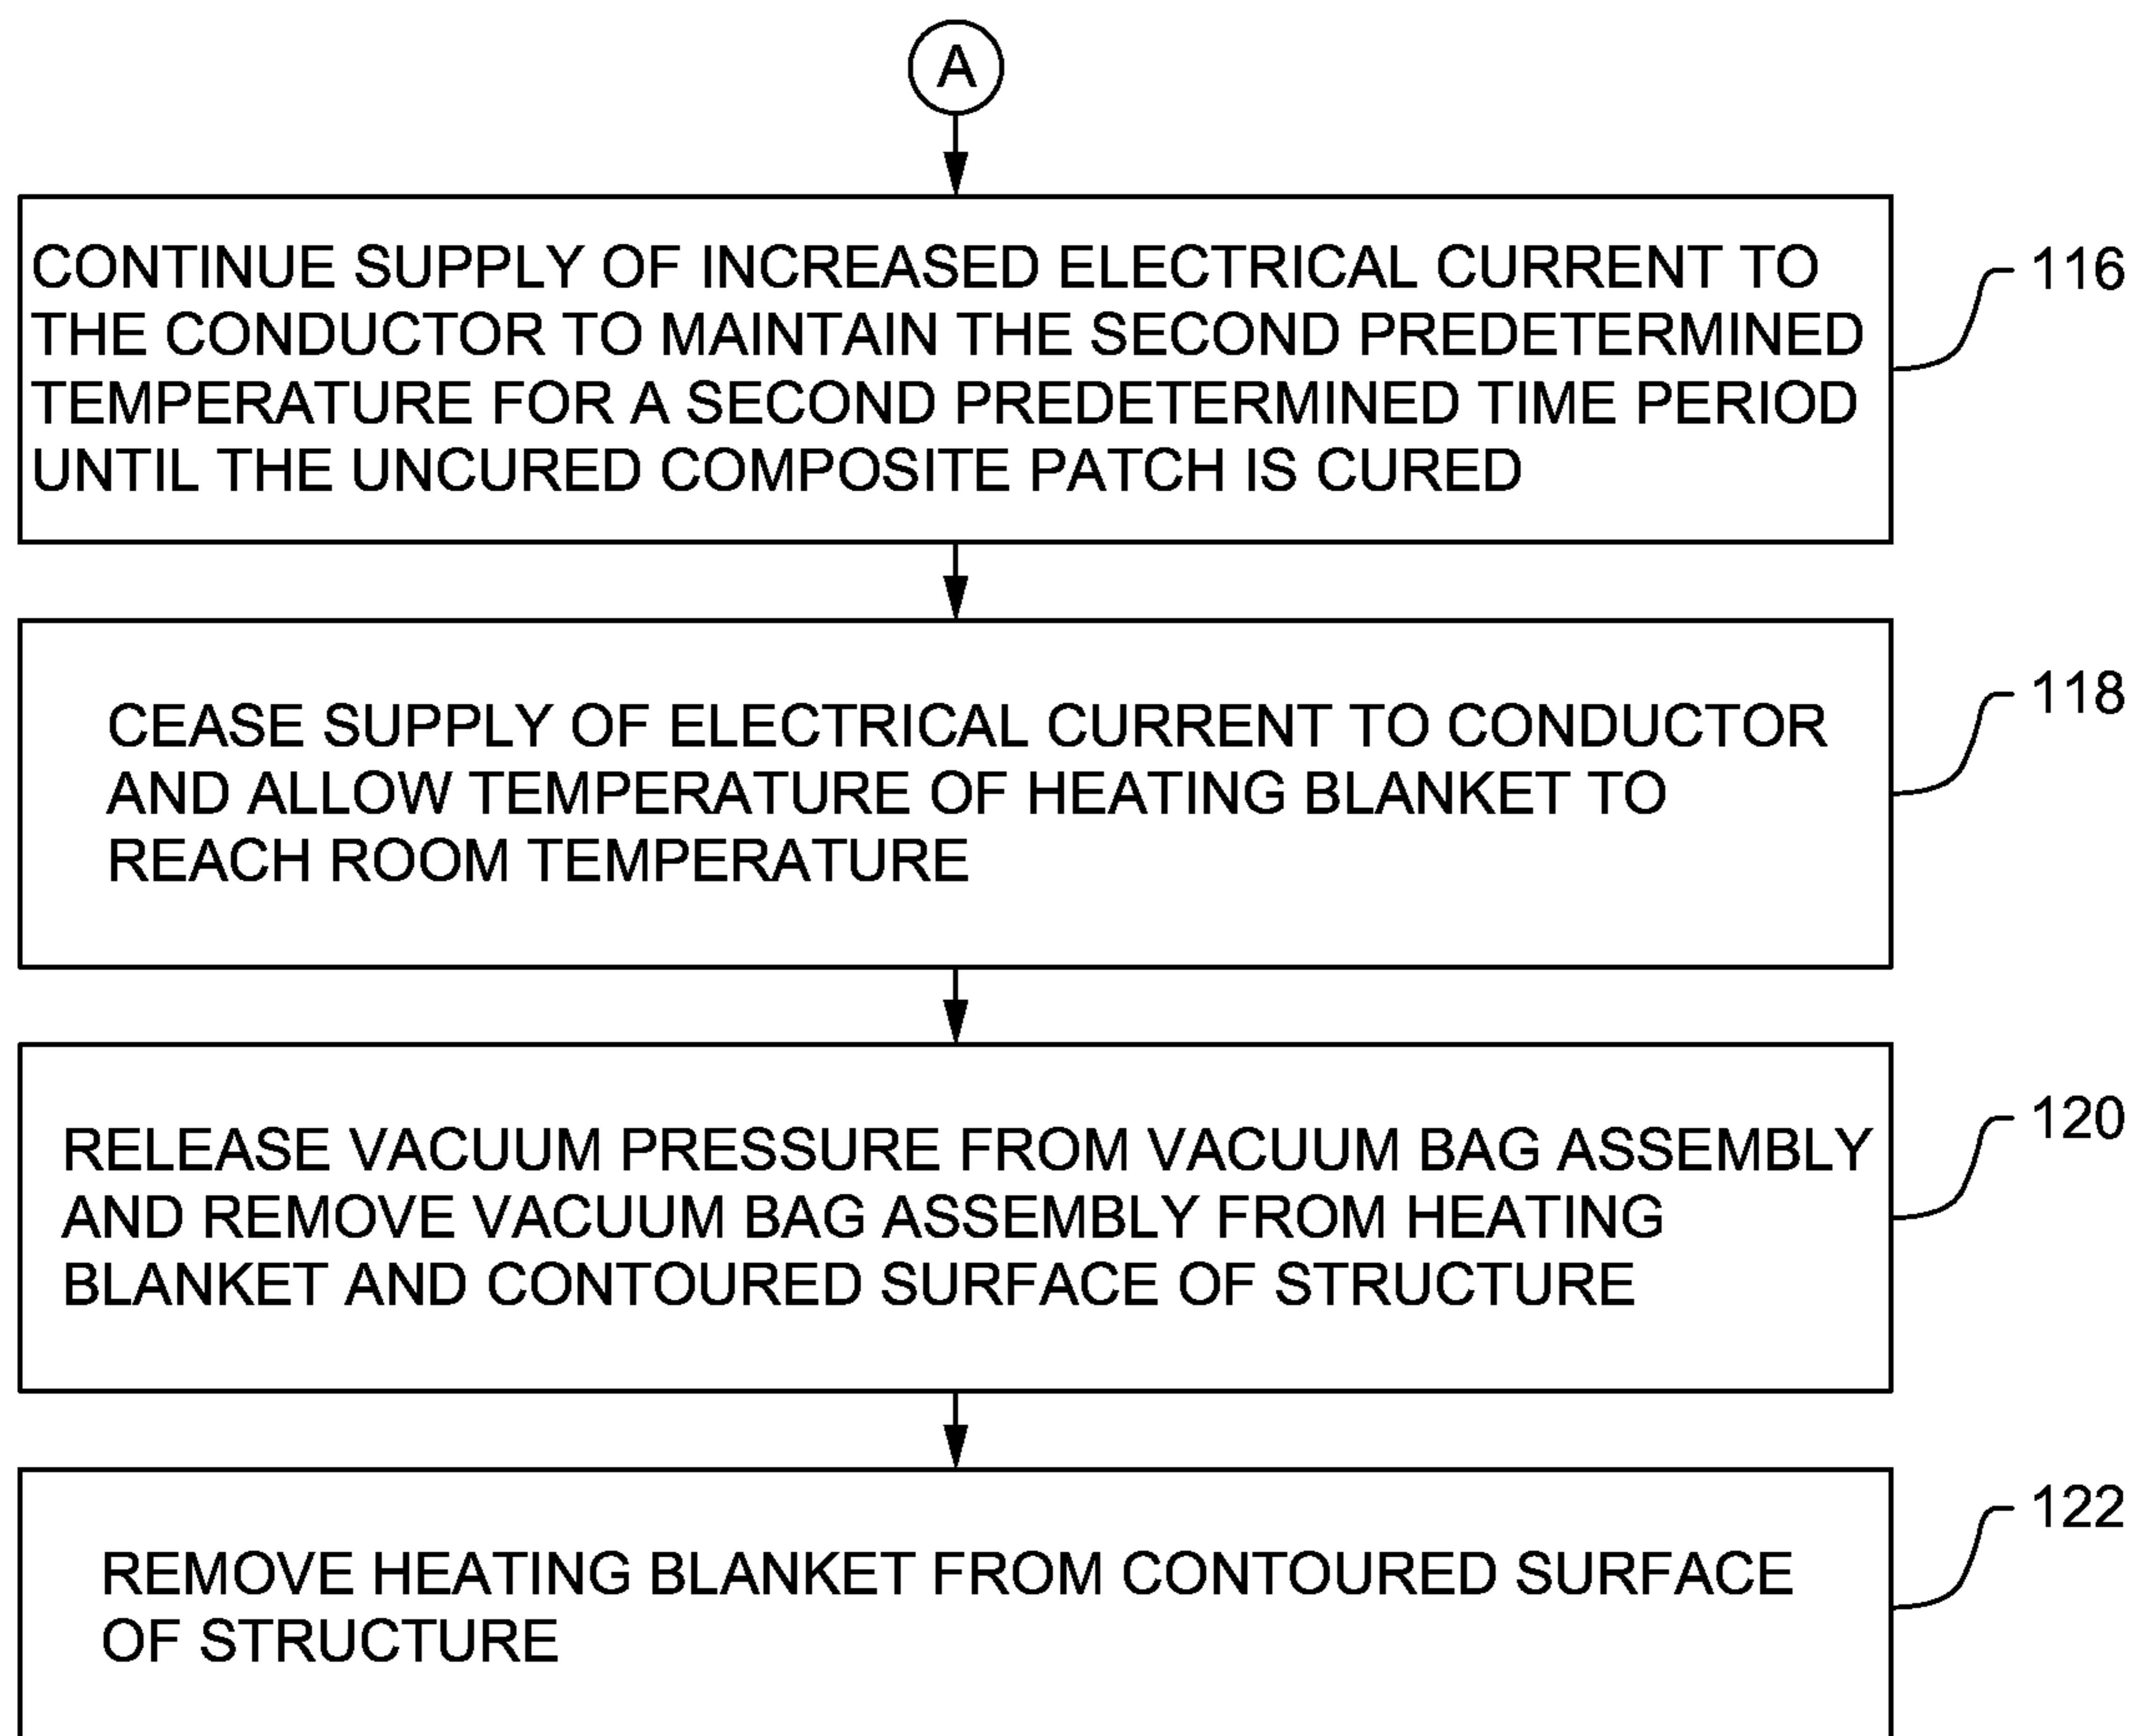 A
CONTINUE SUPPLY OF INCREASED ELECTRICAL CURRENT TO
THE CONDUCTOR TO MAINTAIN THE SECOND PREDETERMINED
TEMPERATURE FOR A SECOND PREDETERMINED TIME PERIOD
UNTIL THE UNCURED COMPOSITE PATCH IS CURED
116
CEASE SUPPLY OF ELECTRICAL CURRENT TO CONDUCTOR
AND ALLOW TEMPERATURE OF HEATING BLANKET TO
REACH ROOM TEMPERATURE
118
RELEASE VACUUM PRESSURE FROM VACUUM BAG ASSEMBLY
AND REMOVE VACUUM BAG ASSEMBLY FROM HEATING
BLANKET AND CONTOURED SURFACE OF STRUCTURE
120
REMOVE HEATING BLANKET FROM CONTOURED SURFACE
OF STRUCTURE
122